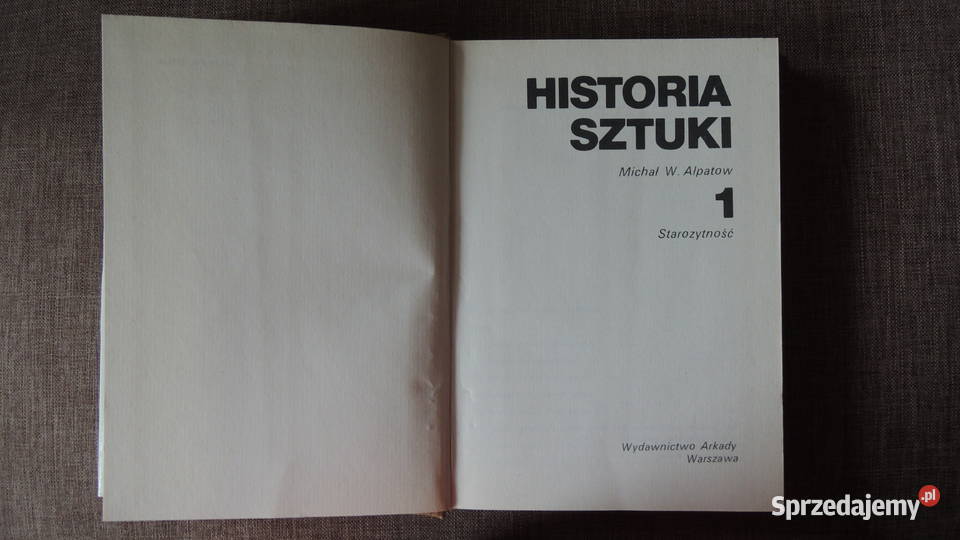 HISTORIA
SZTUKI
Michał W. Alpatow
1
Starożytność
Wydawnictwo Arkady
Warszawa
Sprzedajemy.pl